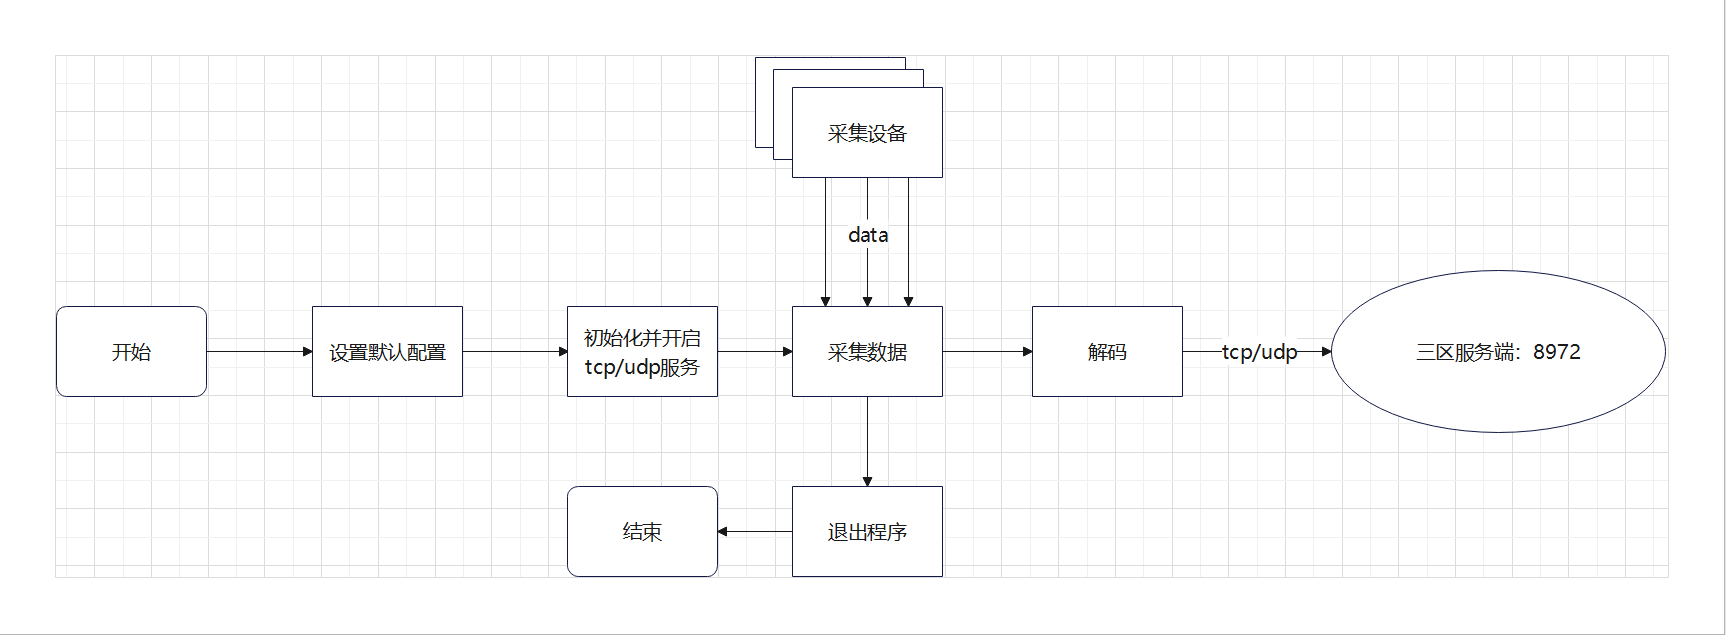 采集设备
data
开始
设置默认配置
初始化并开启
tcp/udp服务
采集数据
解码
tcp/udp
三区服务端：8972
结束
退出程序